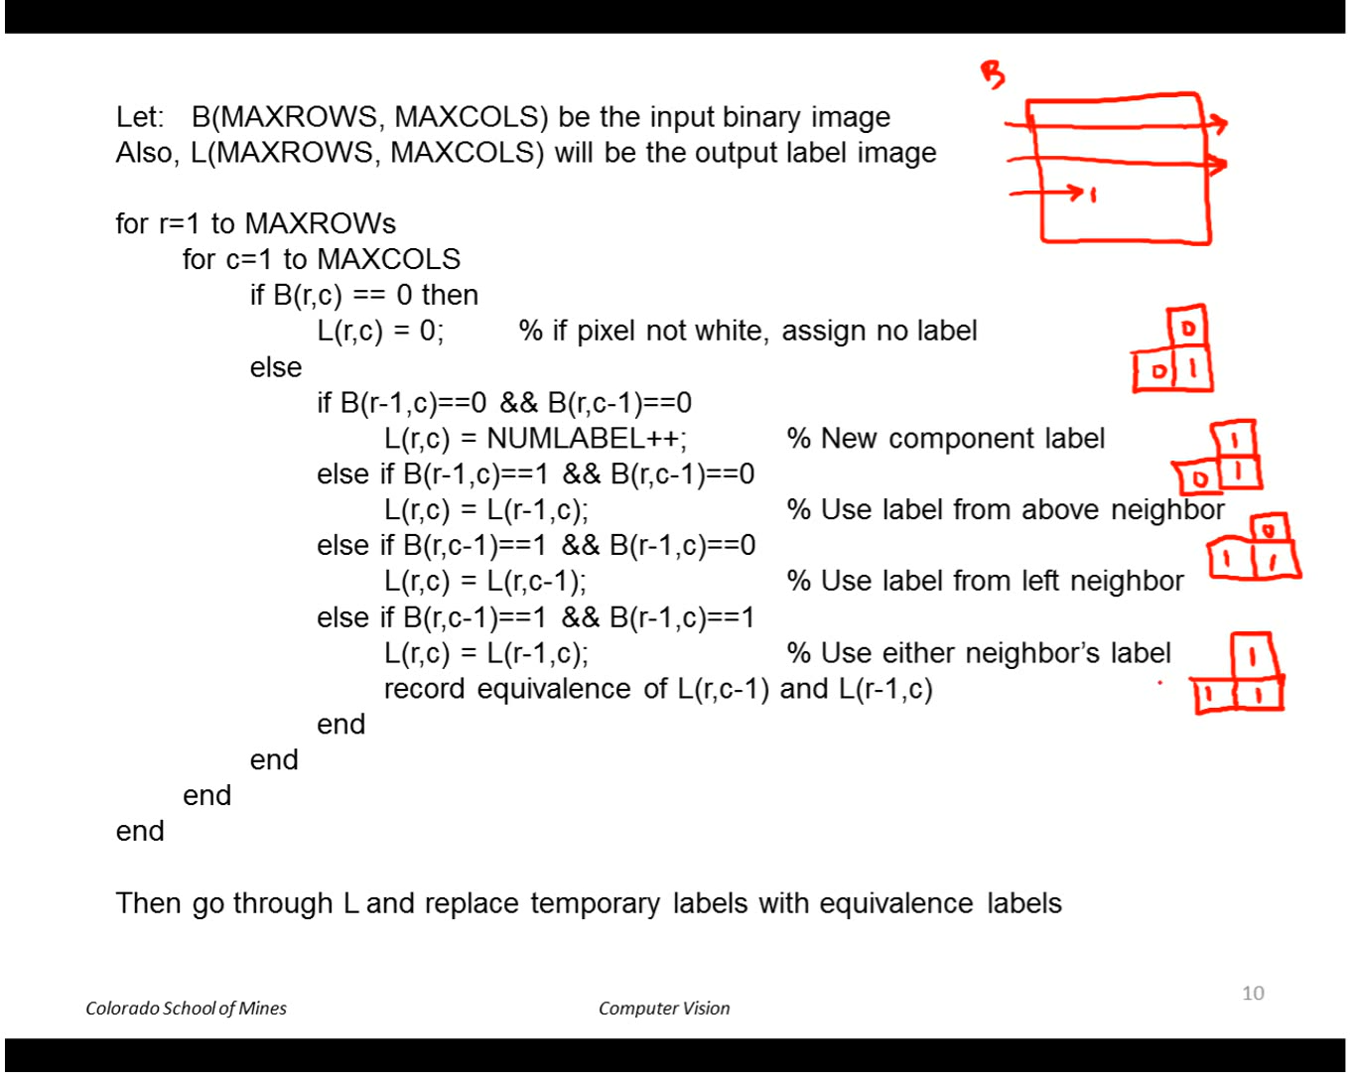 B
Let: B(MAXROWS, MAXCOLS) be the input binary image
Also, L(MAXROWS, MAXCOLS) will be the output label image
1
for r=1 to MAXROWs
for c=1 to MAXCOLS
if B(r,c) == 0 then
L(r,c) = 0; % if pixel not white, assign no label
0
else
0 1
if B(r-1,c)==0 && B(r,c-1)==0
L(r,c) = NUMLABEL++; % New component label
1
else if B(r-1,c)==1 && B(r,c-1)==0
0 1
L(r,c) = L(r-1,c); % Use label from above neighbor
0
else if B(r,c-1)==1 && B(r-1,c)==0
1 1
L(r,c) = L(r,c-1); % Use label from left neighbor
else if B(r,c-1)==1 && B(r-1,c)==1
L(r,c) = L(r-1,c); % Use either neighbor's label
1
record equivalence of L(r,c-1) and L(r-1,c)
1 1
end
end
end
end
Then go through L and replace temporary labels with equivalence labels
Colorado School of Mines
Computer Vision
10